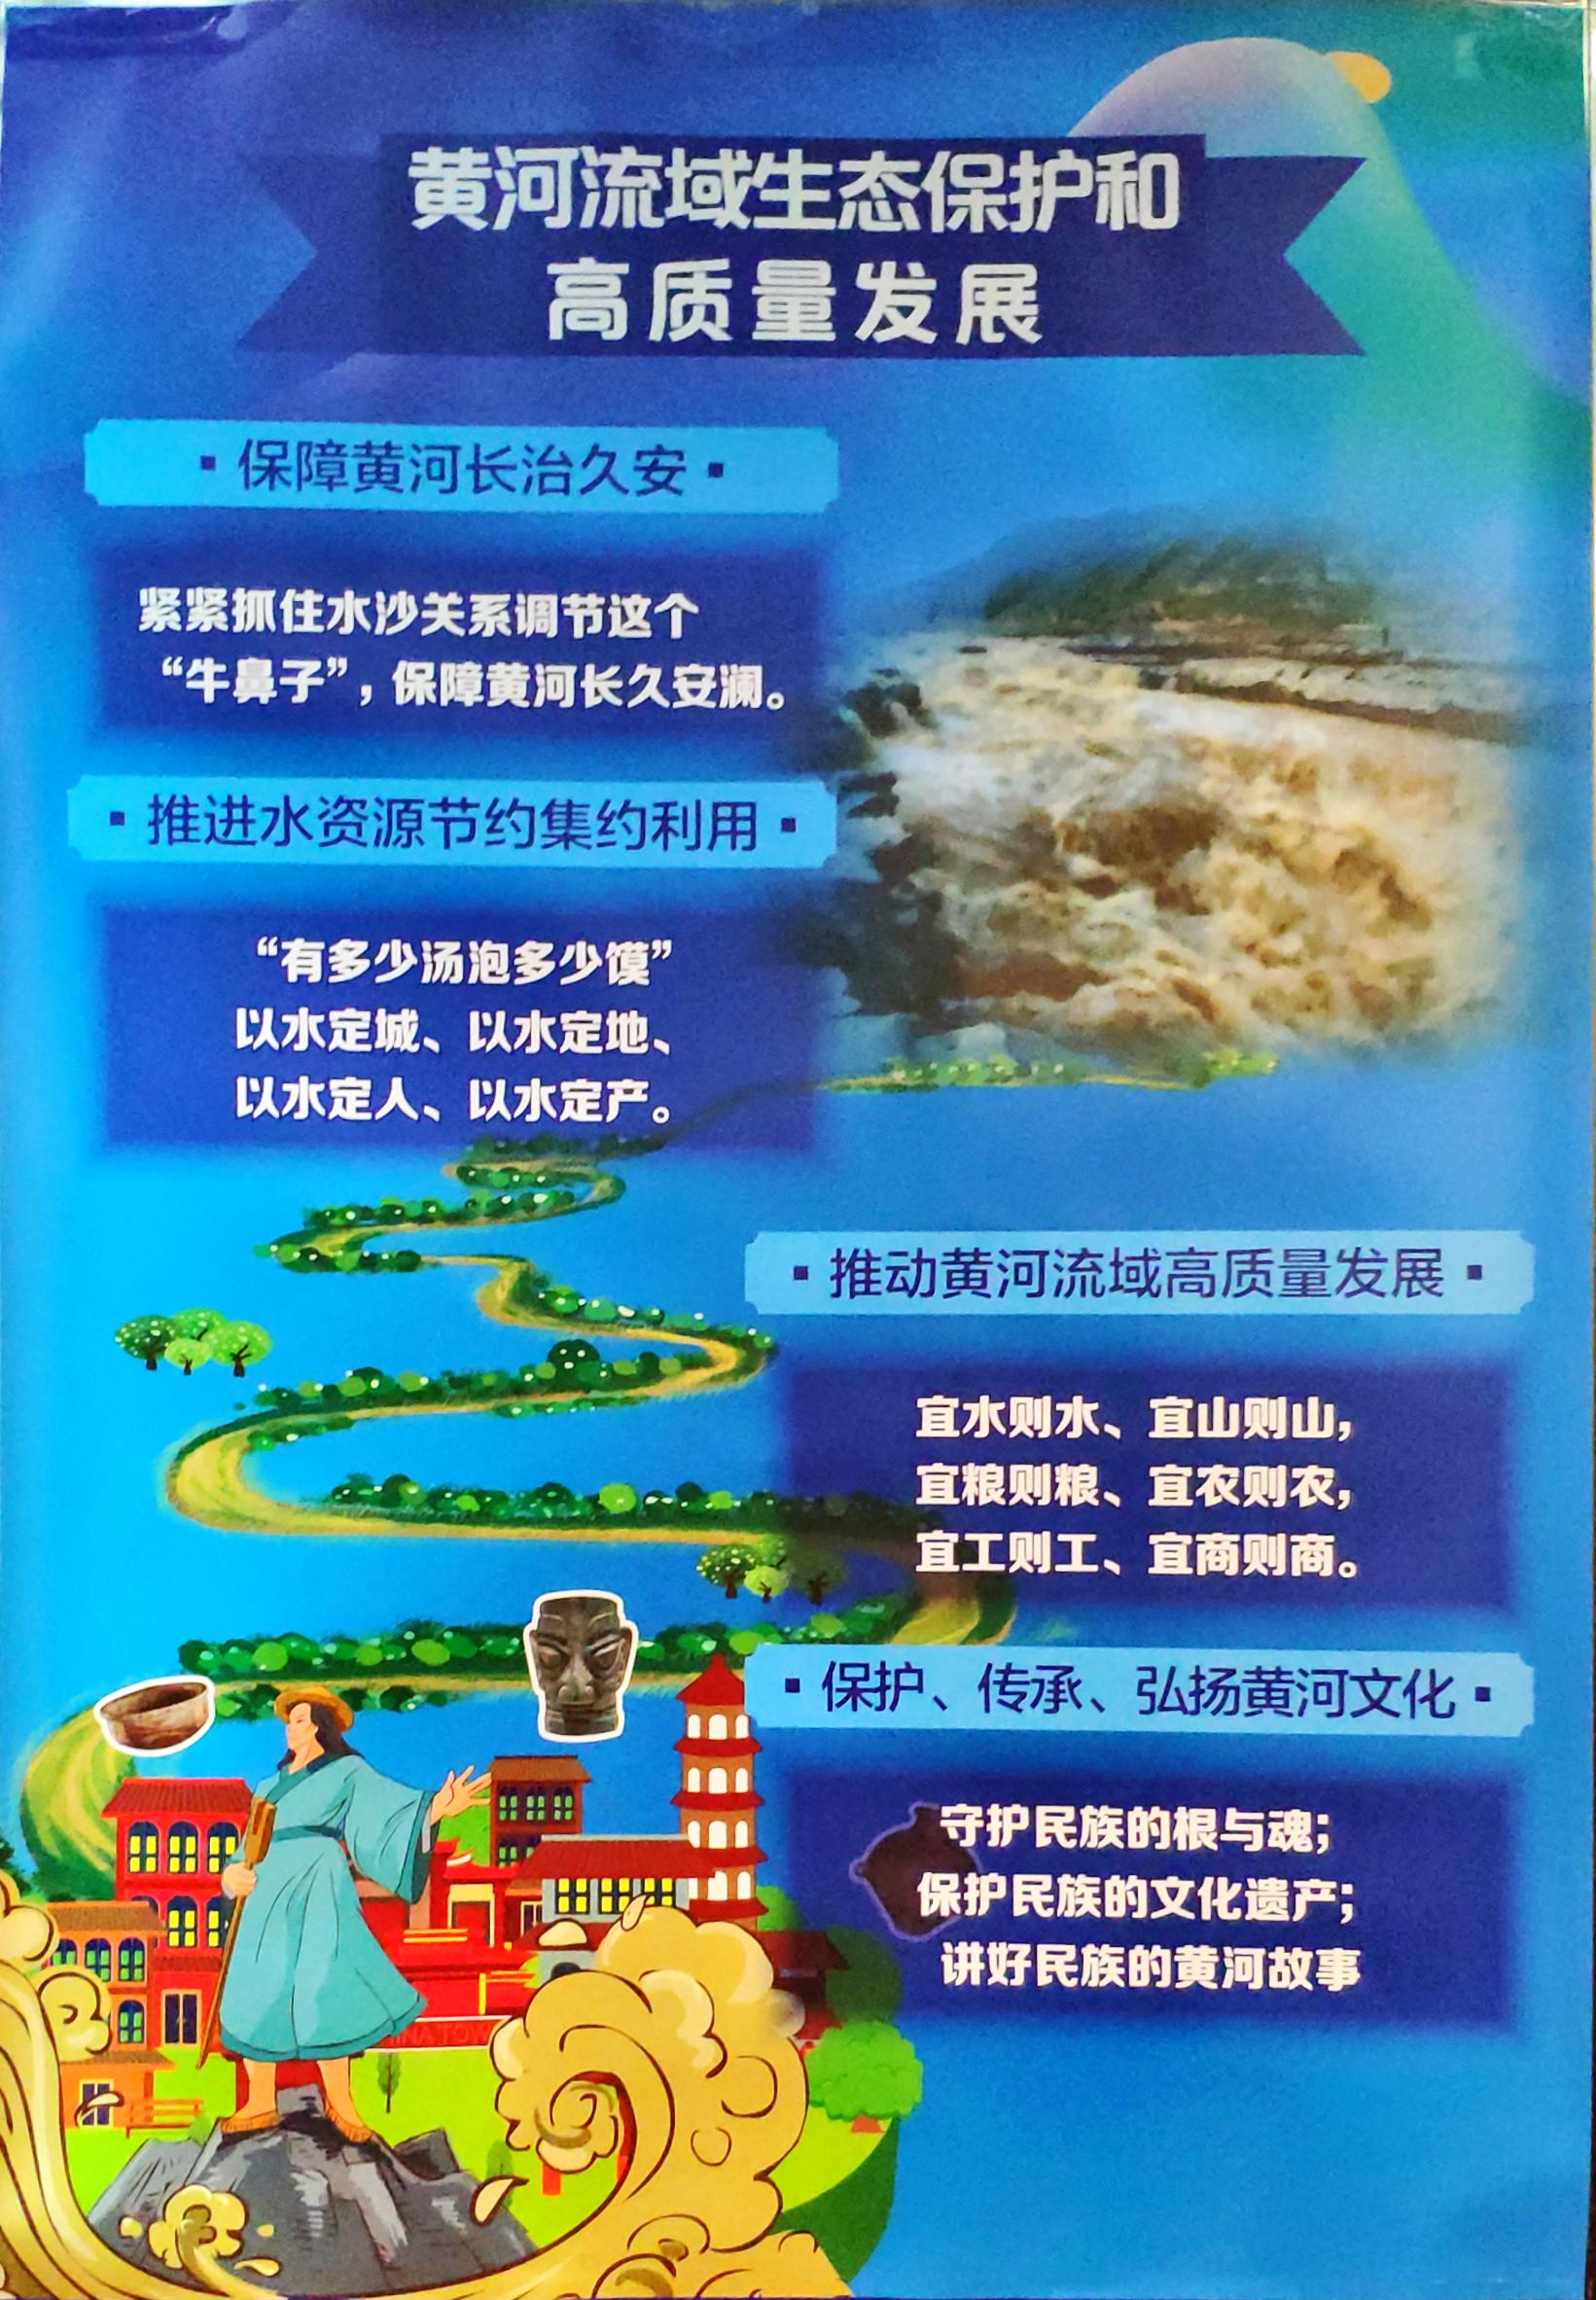 黄河流域生态保护和
高质量发展
▪ 保障黄河长治久安 ▪
紧紧抓住水沙关系调节这个
“牛鼻子”，保障黄河长久安澜。
▪ 推进水资源节约集约利用 ▪
“有多少汤泡多少馍”
以水定城、以水定地、
以水定人、以水定产。
▪ 推动黄河流域高质量发展 ▪
宜水则水、宜山则山，
宜粮则粮、宜农则农，
宜工则工、宜商则商。
▪ 保护、传承、弘扬黄河文化 ▪
守护民族的根与魂；
保护民族的文化遗产；
讲好民族的黄河故事